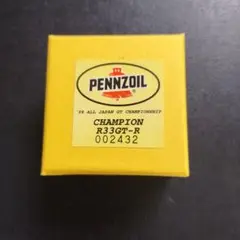 PENNZOIL
98 ALL JAPAN GT CHAMPIONSHIP
CHAMPION
R33GT-R
002432